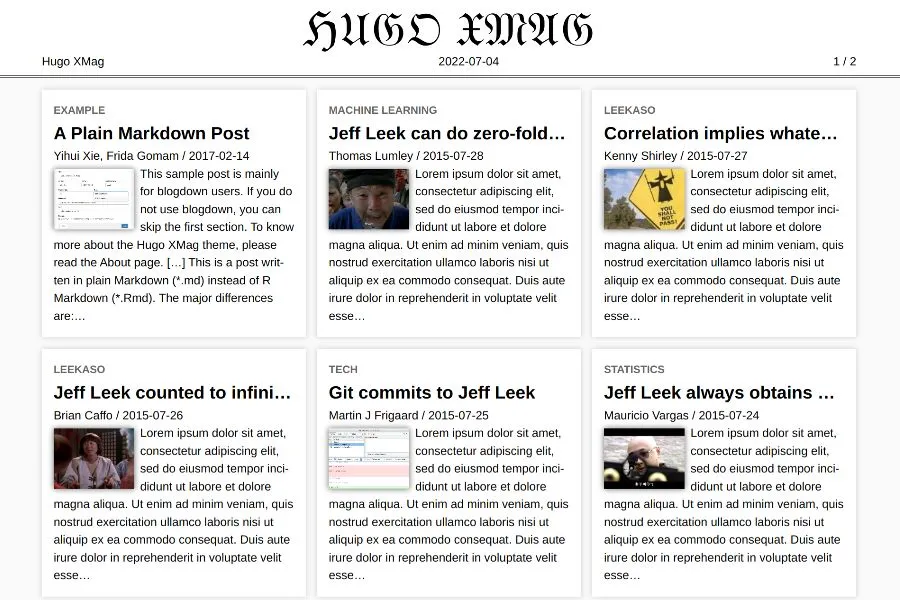 HUGO XMAG
Hugo XMag
2022-07-04
1 / 2
EXAMPLE
A Plain Markdown Post
Yihui Xie, Frida Gomam / 2017-02-14
This sample post is mainly
for blogdown users. If you do
not use blogdown, you can
skip the first section. To know
more about the Hugo XMag theme, please
read the About page. […] This is a post writ-
ten in plain Markdown (*.md) instead of R
Markdown (*.Rmd). The major differences
are:…
MACHINE LEARNING
Jeff Leek can do zero-fold…
Thomas Lumley / 2015-07-28
Lorem ipsum dolor sit amet,
consectetur adipiscing elit,
sed do eiusmod tempor inci-
didunt ut labore et dolore
magna aliqua. Ut enim ad minim veniam, quis
nostrud exercitation ullamco laboris nisi ut
aliquip ex ea commodo consequat. Duis aute
irure dolor in reprehenderit in voluptate velit
esse…
LEEKASO
Correlation implies whate…
Kenny Shirley / 2015-07-27
YOU
SHALL
NOT
PASS!
Lorem ipsum dolor sit amet,
consectetur adipiscing elit,
sed do eiusmod tempor inci-
didunt ut labore et dolore
magna aliqua. Ut enim ad minim veniam, quis
nostrud exercitation ullamco laboris nisi ut
aliquip ex ea commodo consequat. Duis aute
irure dolor in reprehenderit in voluptate velit
esse…
LEEKASO
Jeff Leek counted to infini…
Brian Caffo / 2015-07-26
Lorem ipsum dolor sit amet,
consectetur adipiscing elit,
sed do eiusmod tempor inci-
didunt ut labore et dolore
magna aliqua. Ut enim ad minim veniam, quis
nostrud exercitation ullamco laboris nisi ut
aliquip ex ea commodo consequat. Duis aute
irure dolor in reprehenderit in voluptate velit
esse…
TECH
Git commits to Jeff Leek
Martin J Frigaard / 2015-07-25
Lorem ipsum dolor sit amet,
consectetur adipiscing elit,
sed do eiusmod tempor inci-
didunt ut labore et dolore
magna aliqua. Ut enim ad minim veniam, quis
nostrud exercitation ullamco laboris nisi ut
aliquip ex ea commodo consequat. Duis aute
irure dolor in reprehenderit in voluptate velit
esse…
STATISTICS
Jeff Leek always obtains …
Mauricio Vargas / 2015-07-24
Lorem ipsum dolor sit amet,
consectetur adipiscing elit,
sed do eiusmod tempor inci-
didunt ut labore et dolore
magna aliqua. Ut enim ad minim veniam, quis
nostrud exercitation ullamco laboris nisi ut
aliquip ex ea commodo consequat. Duis aute
irure dolor in reprehenderit in voluptate velit
esse…